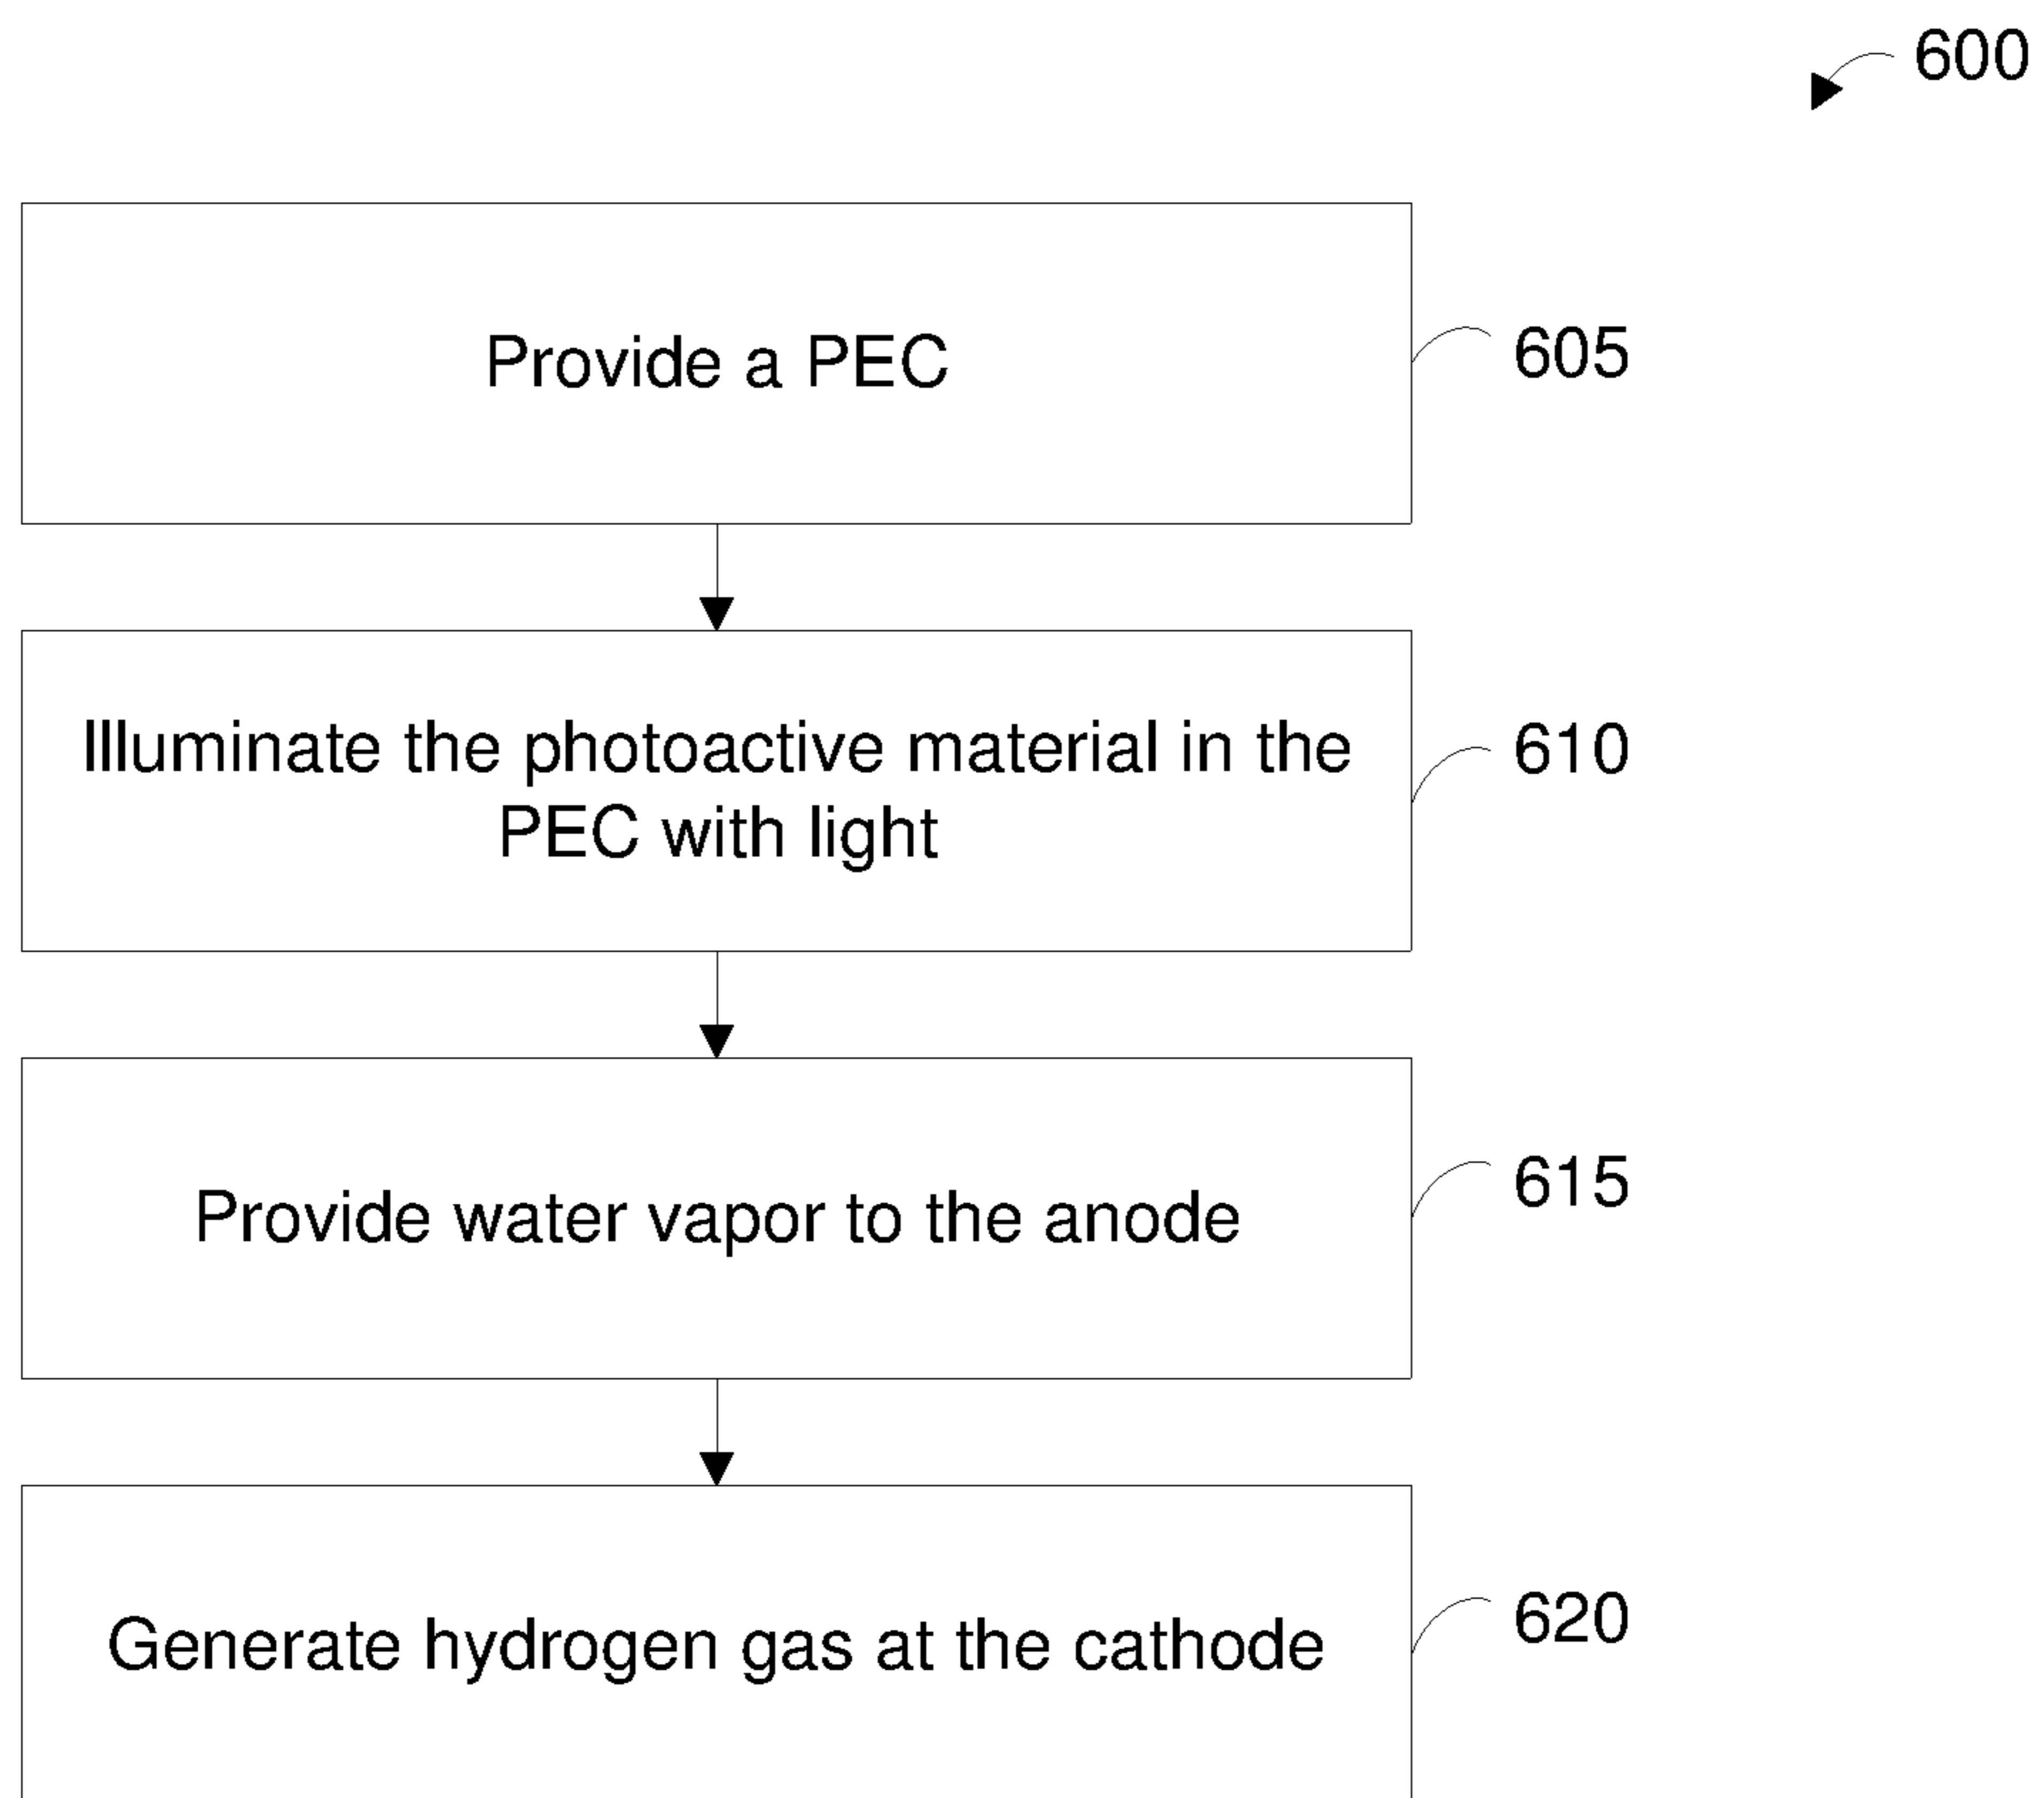 600
Provide a PEC
605
Illuminate the photoactive material in the
PEC with light
610
Provide water vapor to the anode
615
Generate hydrogen gas at the cathode
620